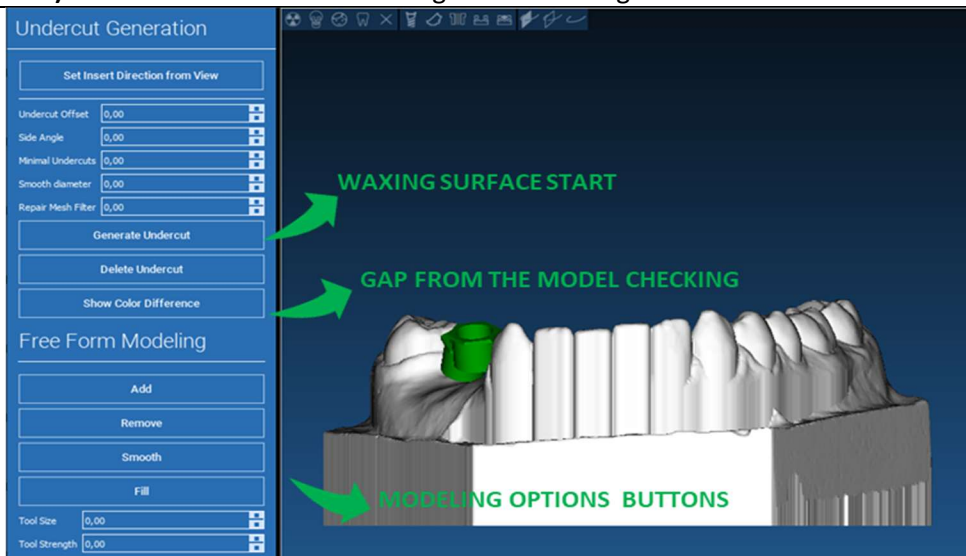 Undercut Generation
Set Insert Direction from View
Undercut Offset 0,00
Side Angle 0,00
Minimal Undercuts 0,00
Smooth diameter 0,00
Repair Mesh Filter 0,00
Generate Undercut
Delete Undercut
Show Color Difference
Free Form Modeling
Add
Remove
Smooth
Fill
Tool Size 0,00
Tool Strength 0,00
WAXING SURFACE START
GAP FROM THE MODEL CHECKING
MODELING OPTIONS BUTTONS